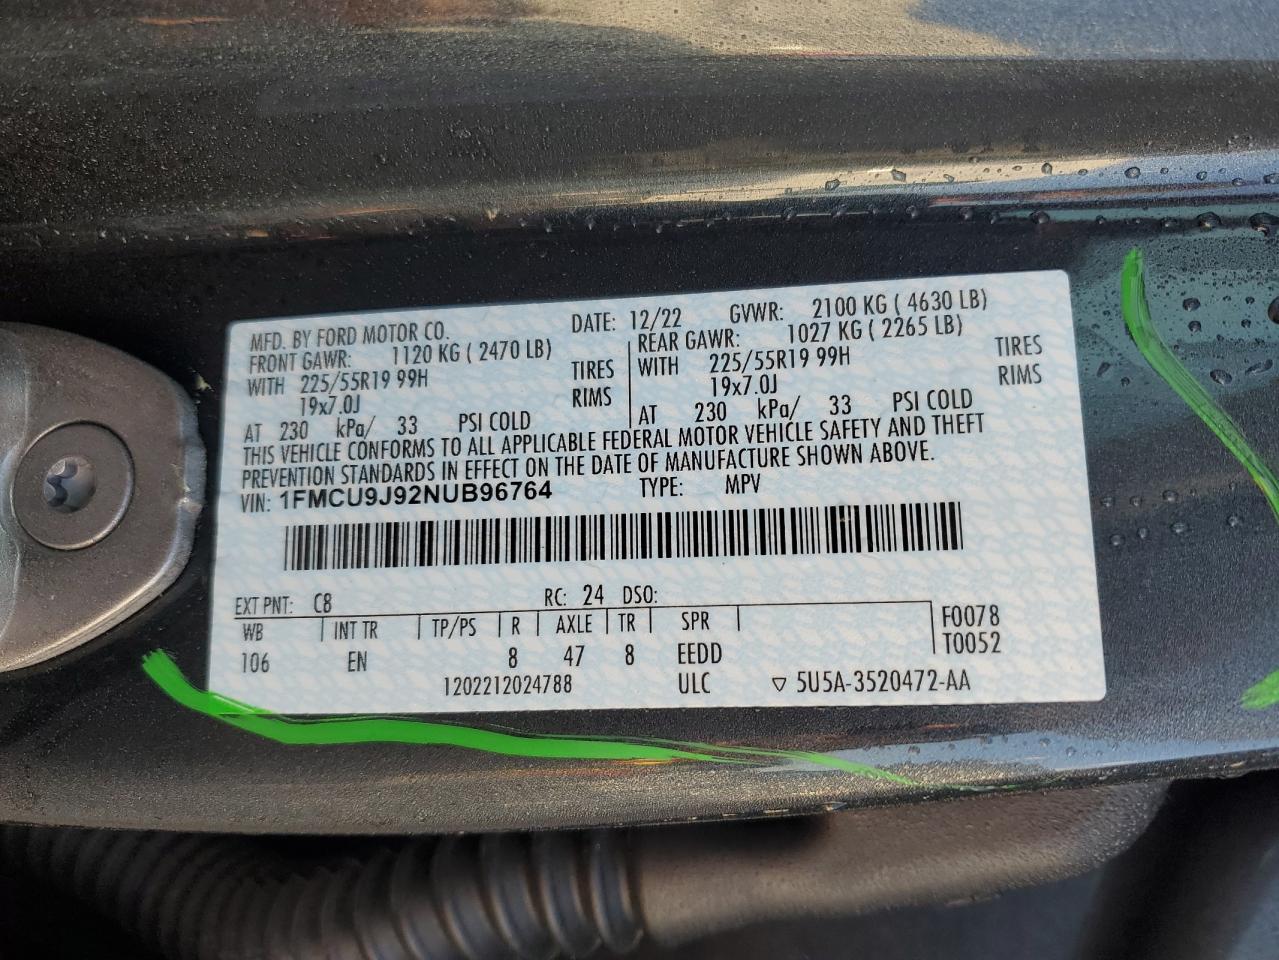 MFD. BY FORD MOTOR CO. DATE: 12/22 GVWR: 2100 KG ( 4630 LB)
FRONT GAWR: 1120 KG ( 2470 LB) REAR GAWR: 1027 KG ( 2265 LB)
WITH 225/55R19 99H TIRES WITH 225/55R19 99H TIRES
19x7.0J RIMS 19x7.0J RIMS
AT 230 kPa/ 33 PSI COLD AT 230 kPa/ 33 PSI COLD
THIS VEHICLE CONFORMS TO ALL APPLICABLE FEDERAL MOTOR VEHICLE SAFETY AND THEFT
PREVENTION STANDARDS IN EFFECT ON THE DATE OF MANUFACTURE SHOWN ABOVE.
VIN: 1FMCU9J92NUB96764 TYPE: MPV
EXT PNT: C8 RC: 24 DSO:
WB INT TR TP/PS R AXLE TR SPR F0078
106 EN 8 47 8 EEDD T0052
1202212024788 ULC ▽ 5U5A-3520472-AA